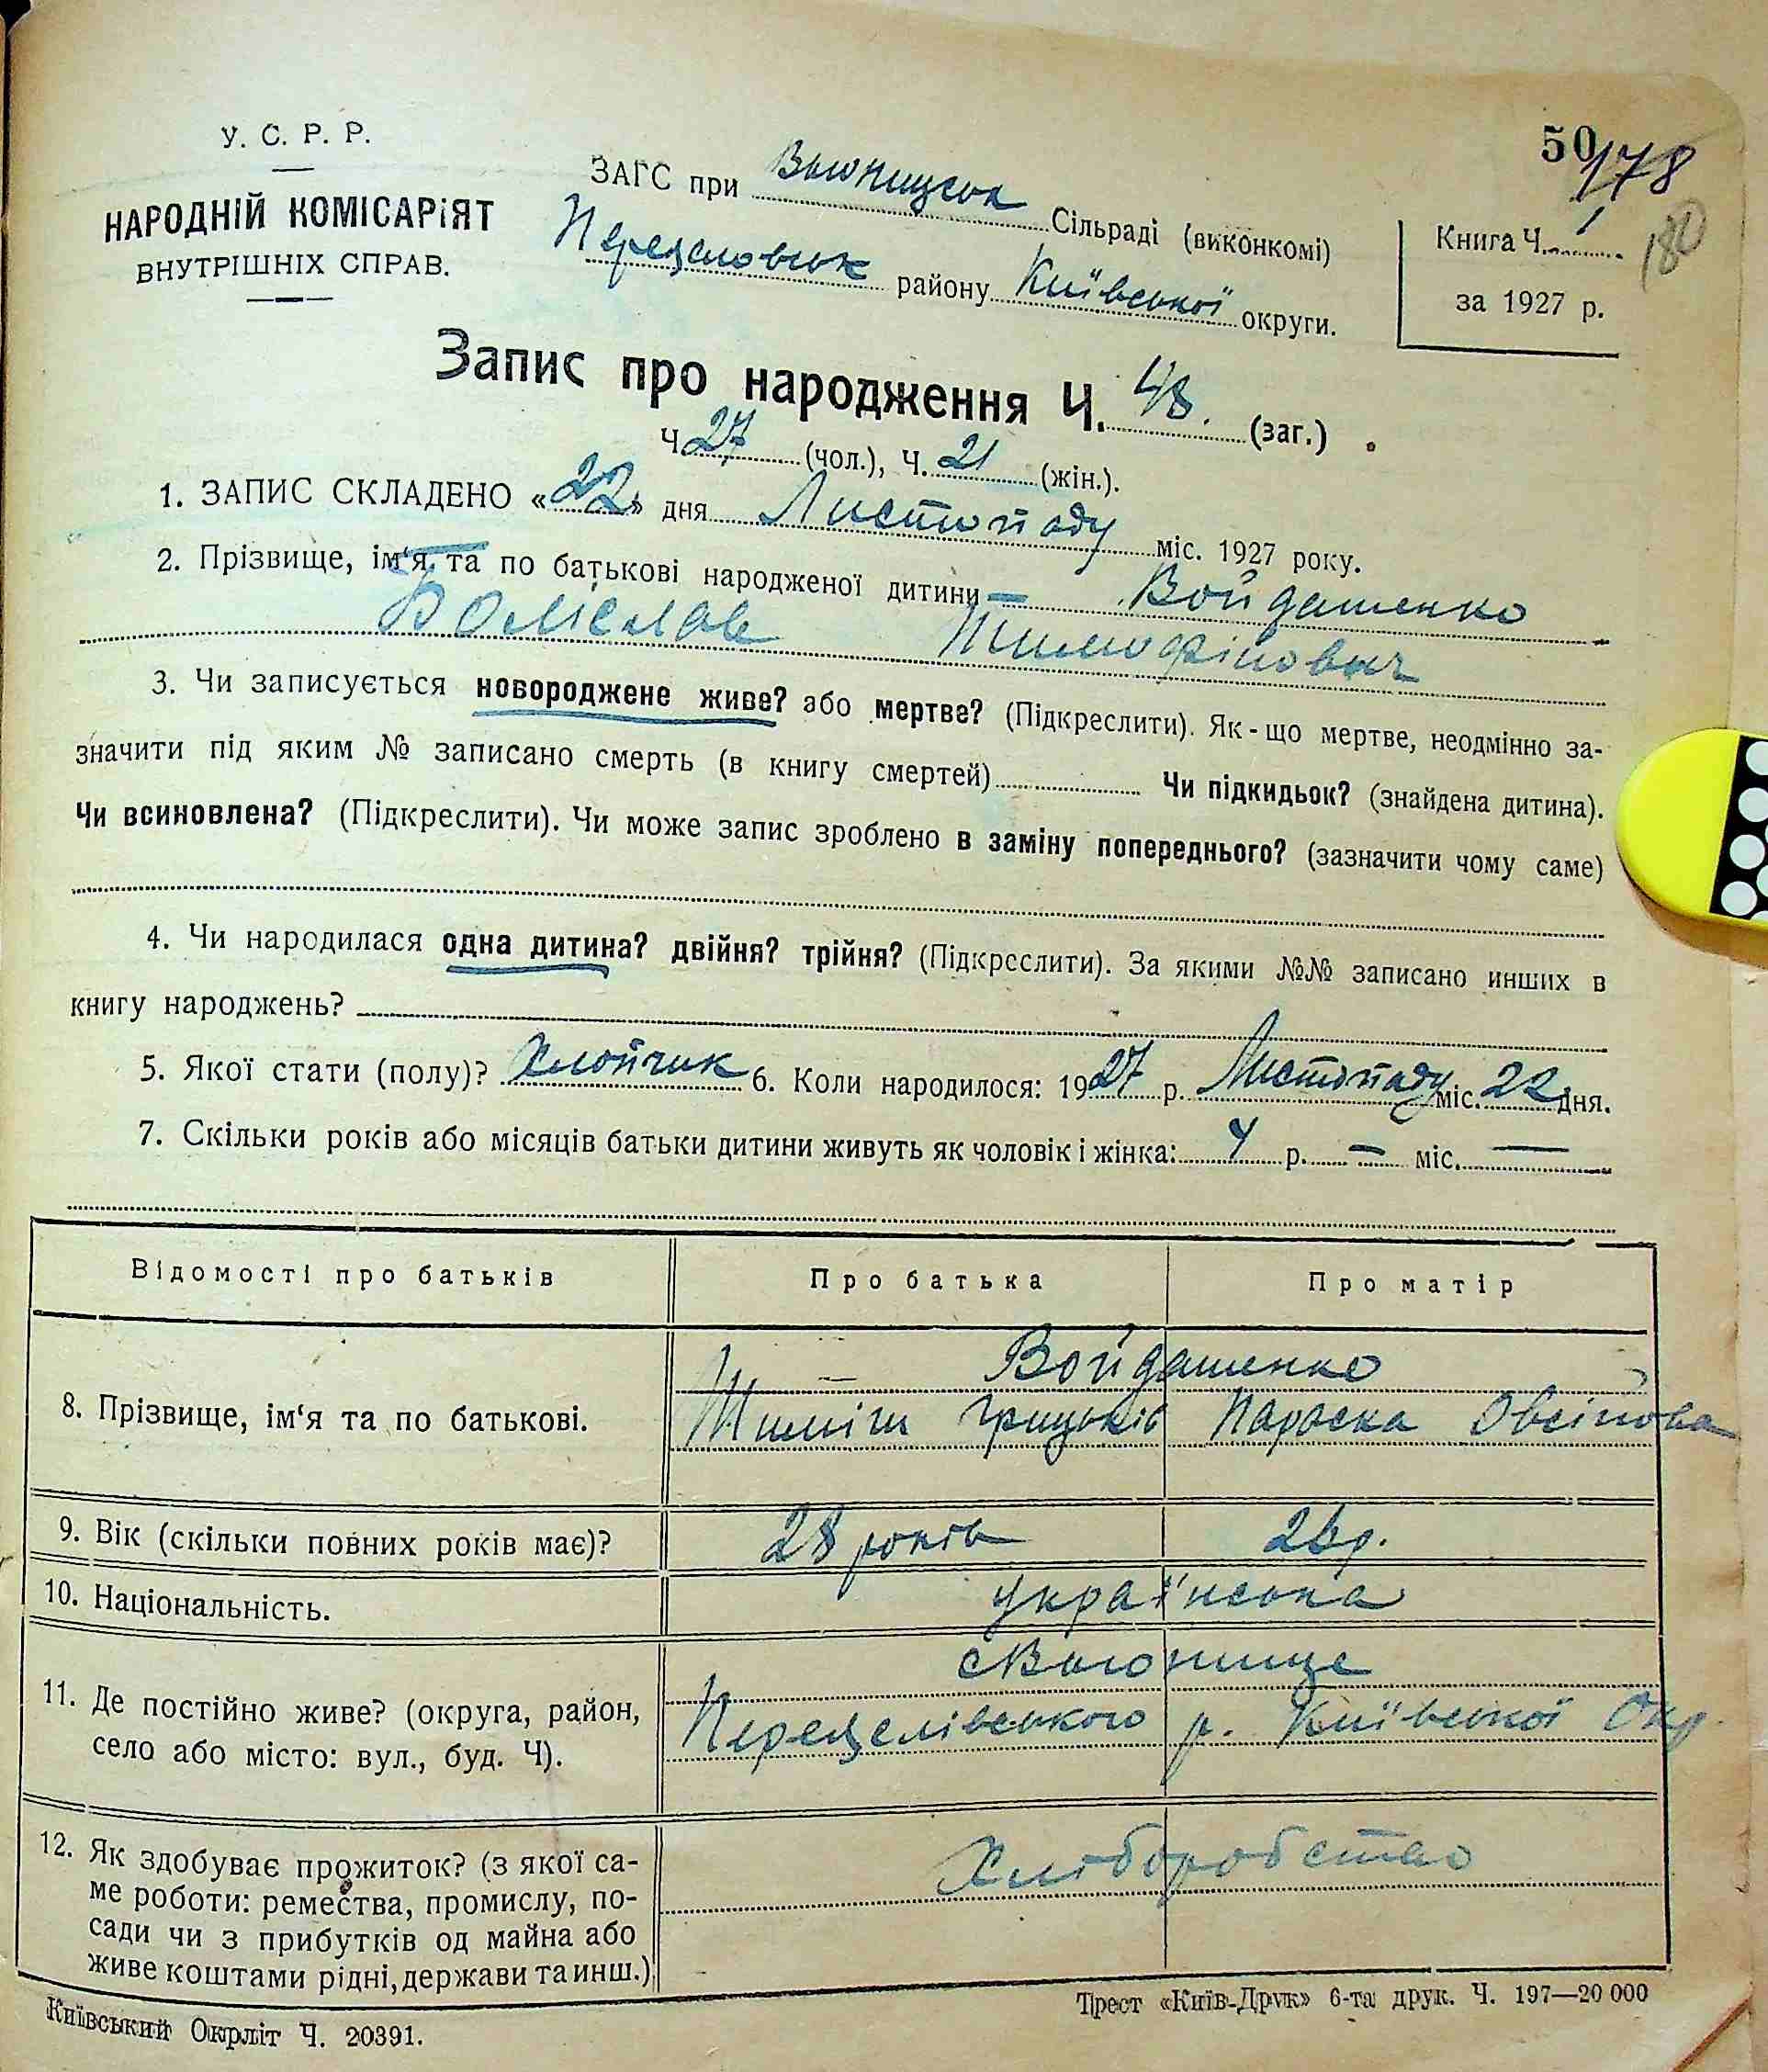 50/178
180
У. С. Р. Р.
НАРОДНІЙ КОМІСАРІЯТ
ВНУТРІШНІХ СПРАВ.
ЗАГС при Вьюнищськ Сільраді (виконкомі)
району Київської округи.
Книга Ч. 1
за 1927 р.
Запис про народження Ч. 48. (заг.)
Ч 27 (чол.), Ч. 21 (жін.).
1. ЗАПИС СКЛАДЕНО «22» дня Листопаду міс. 1927 року.
2. Прізвище, ім‘я та по батькові народженої дитини — Войдашенко
Болеслав Тимофійович
3. Чи записується новороджене живе? або мертве? (Підкреслити). Як-що мертве, неодмінно за-
значити під яким № записано смерть (в книгу смертей) Чи підкидьок? (знайдена дитина).
Чи всиновлена? (Підкреслити). Чи може запис зроблено в заміну попереднього? (зазначити чому саме)
4. Чи народилася одна дитина? двійня? трійня? (Підкреслити). За якими №№ записано инших в
книгу народжень?
5. Якої стати (полу)? Хлопчик 6. Коли народилося: 1927 р. Листопаду міс. 22 дня.
7. Скільки років або місяців батьки дитини живуть як чоловік і жінка: 4 р. — міс. —
Відомості про батьків Про батька Про матір
8. Прізвище, ім‘я та по батькові.
Войдашенко
Тиміш Грицьків Параска Овсійова
9. Вік (скільки повних років має)? 28 років 26 р.
10. Національність. українська
11. Де постійно живе? (округа, район,
село або місто: вул., буд. Ч).
с Вьюнище
р. Київської Окр.
12. Як здобуває прожиток? (з якої са-
ме роботи: ремества, промислу, по-
сади чи з прибутків од майна або
живе коштами рідні, держави та инш.)
Хліборобство
Київський Окрліт Ч. 20391.
Трест «Київ-Друк» 6-та друк. Ч. 197—20 000